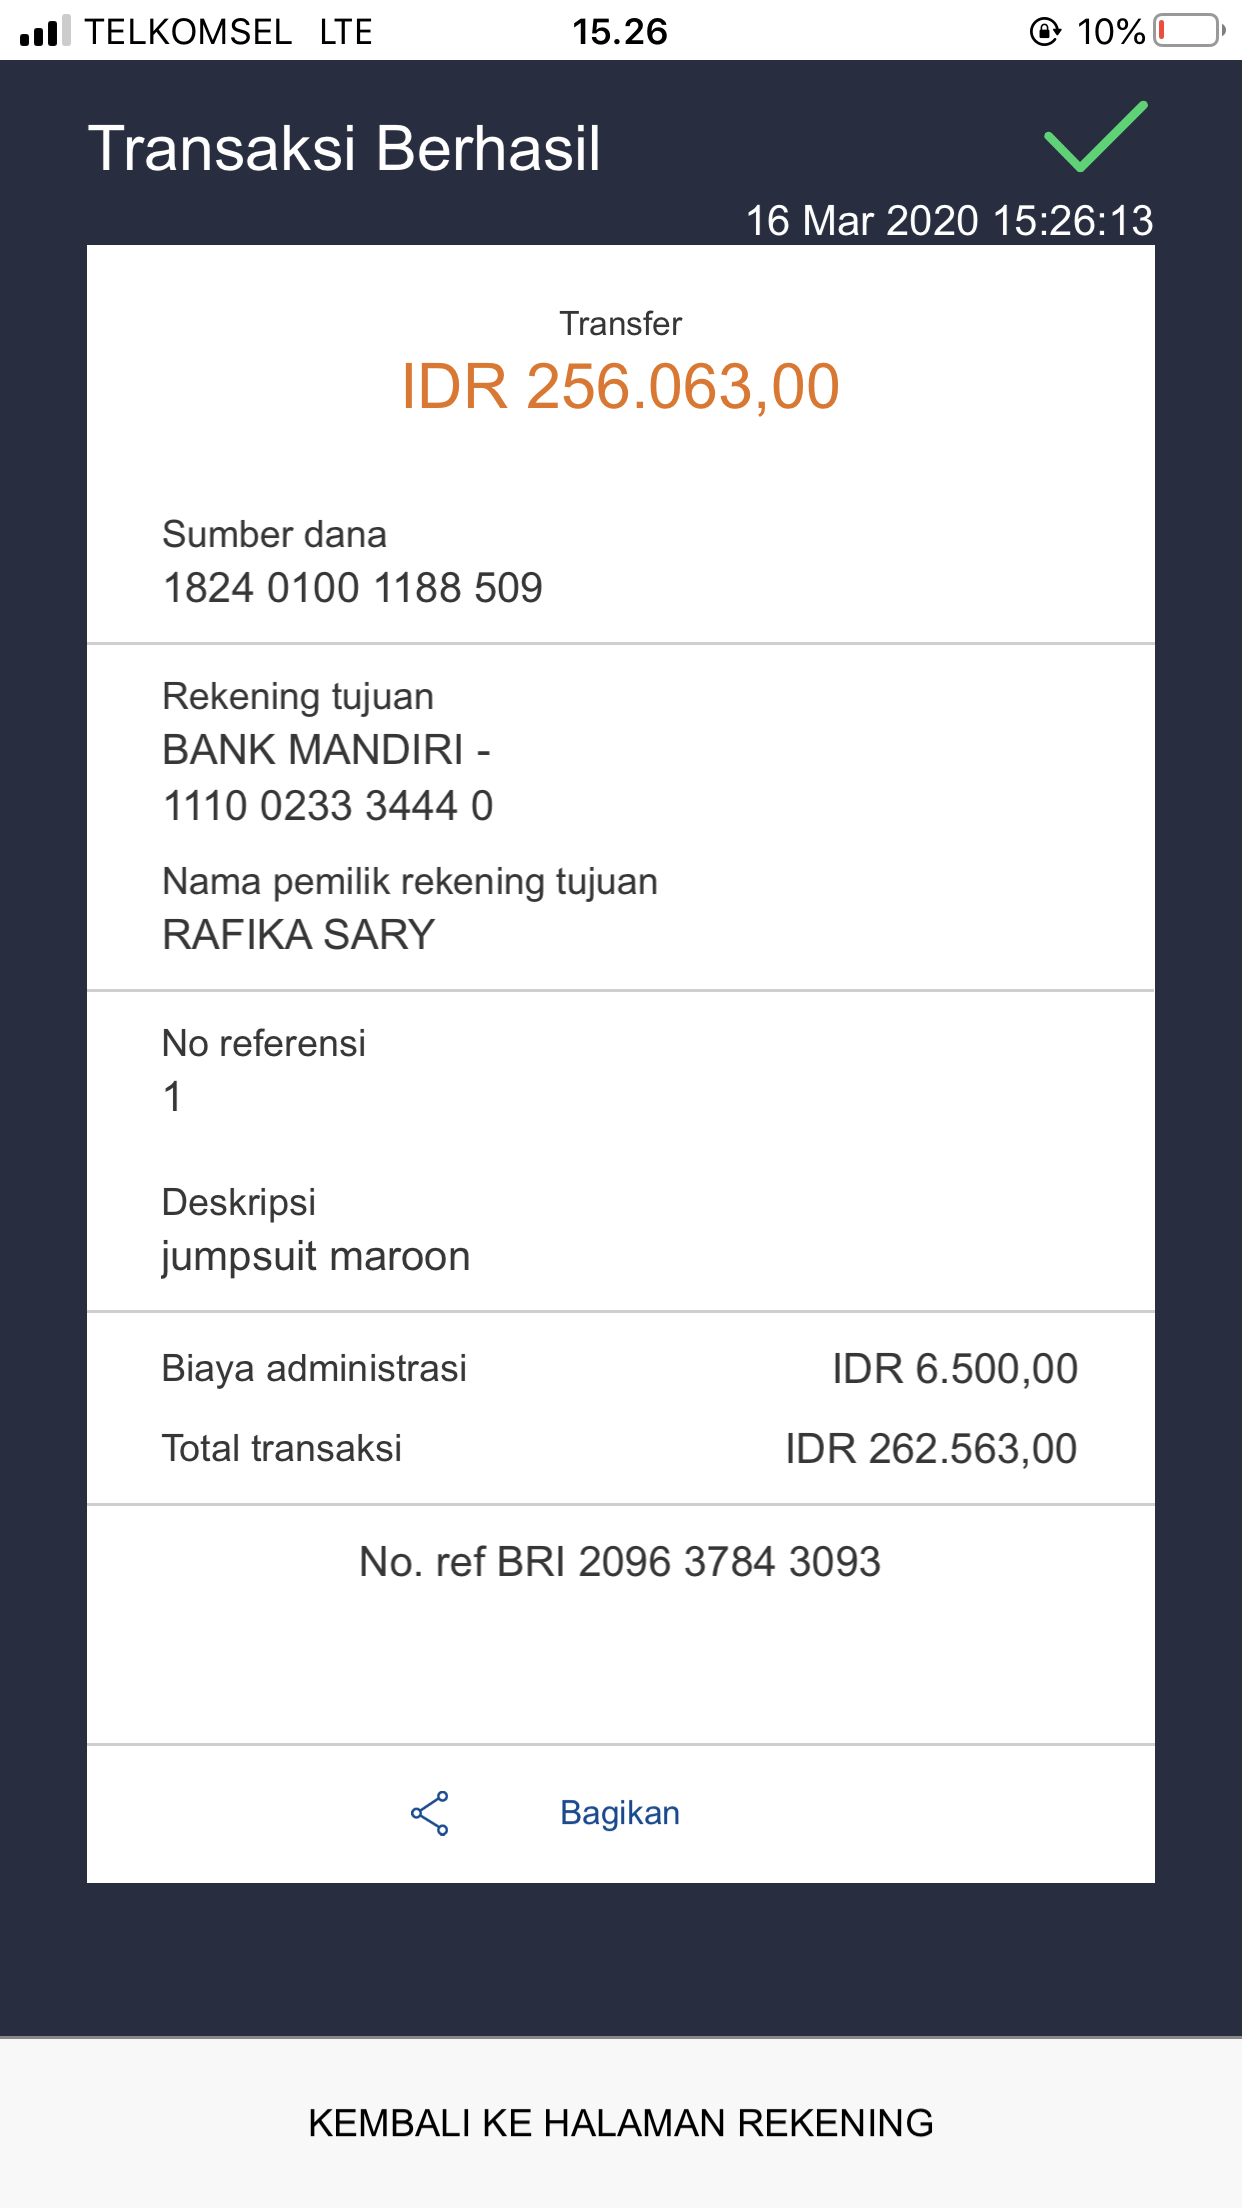 TELKOMSEL LTE 15.26 10%
Transaksi Berhasil
16 Mar 2020 15:26:13
Transfer
IDR 256.063,00
Sumber dana
1824 0100 1188 509
Rekening tujuan
BANK MANDIRI -
1110 0233 3444 0
Nama pemilik rekening tujuan
RAFIKA SARY
No referensi
1
Deskripsi
jumpsuit maroon
Biaya administrasi IDR 6.500,00
Total transaksi IDR 262.563,00
No. ref BRI 2096 3784 3093
Bagikan
KEMBALI KE HALAMAN REKENING